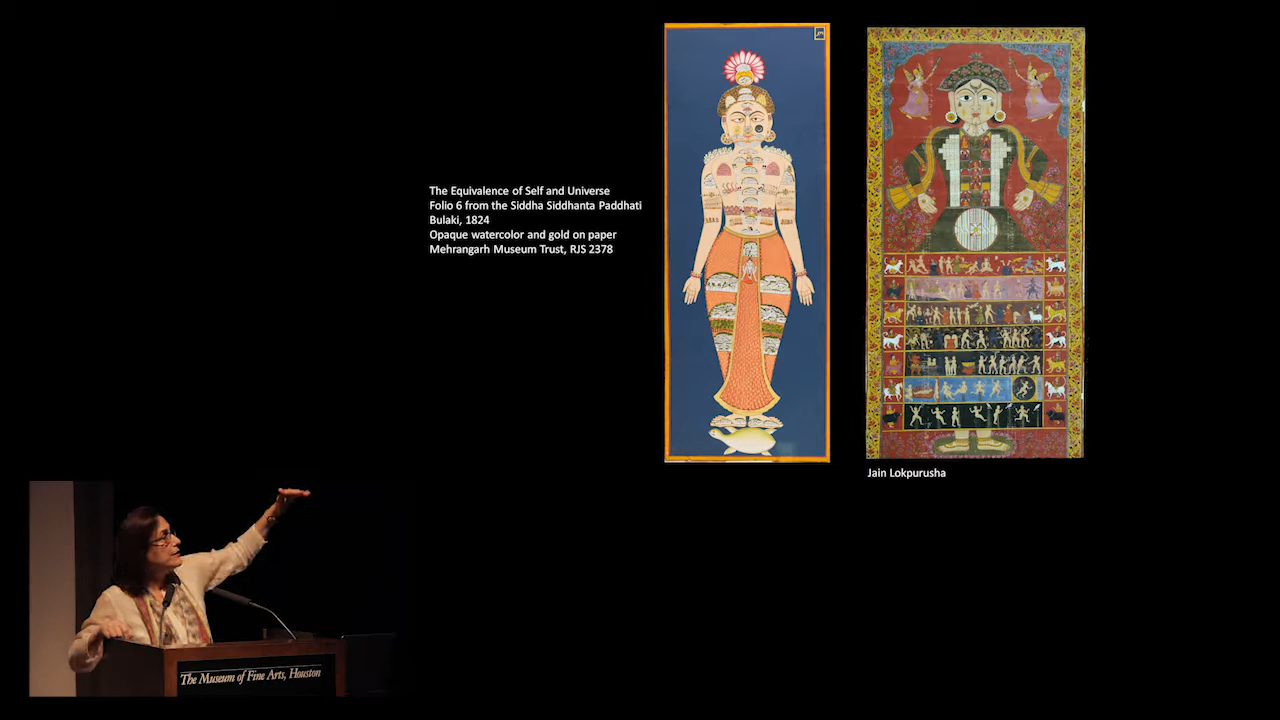 The Equivalence of Self and Universe
Folio 6 from the Siddha Siddhanta Paddhati
Bulaki, 1824
Opaque watercolor and gold on paper
Mehrangarh Museum Trust, RJS 2378
Jain Lokpurusha
The Museum of Fine Arts, Houston